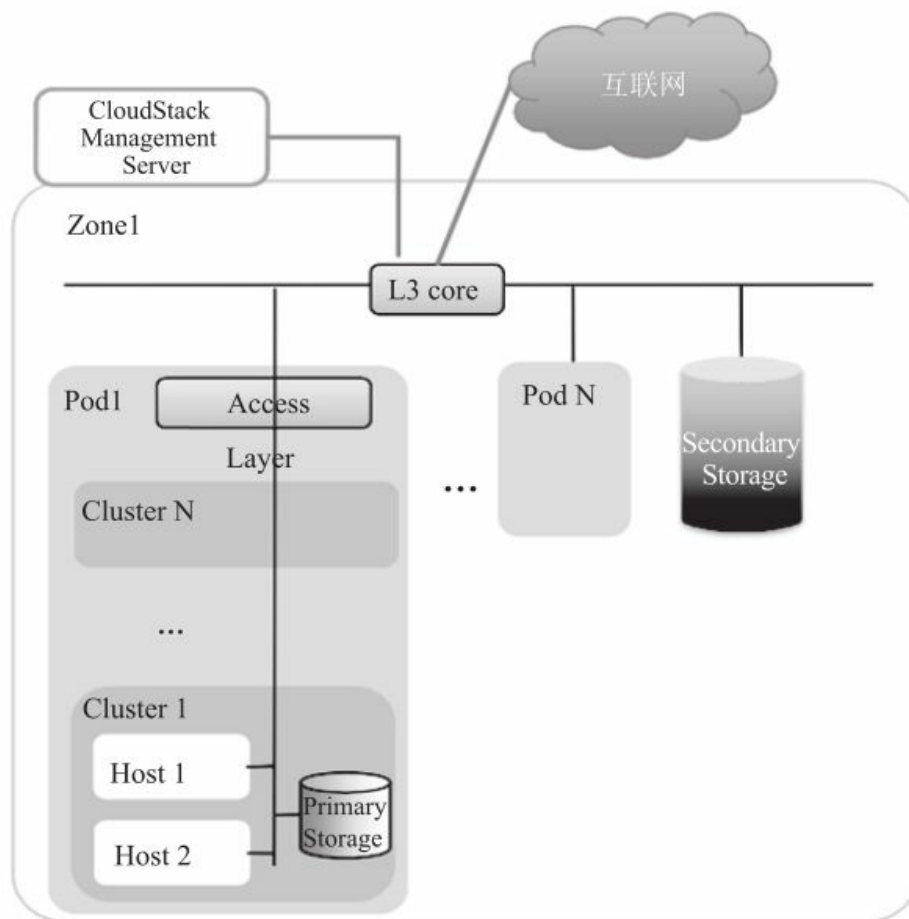 互联网
CloudStack
Management
Server
Zone1
L3 core
Pod1
Access
Layer
Pod N
Secondary
Storage
...
Cluster N
...
Cluster 1
Host 1
Primary
Storage
Host 2